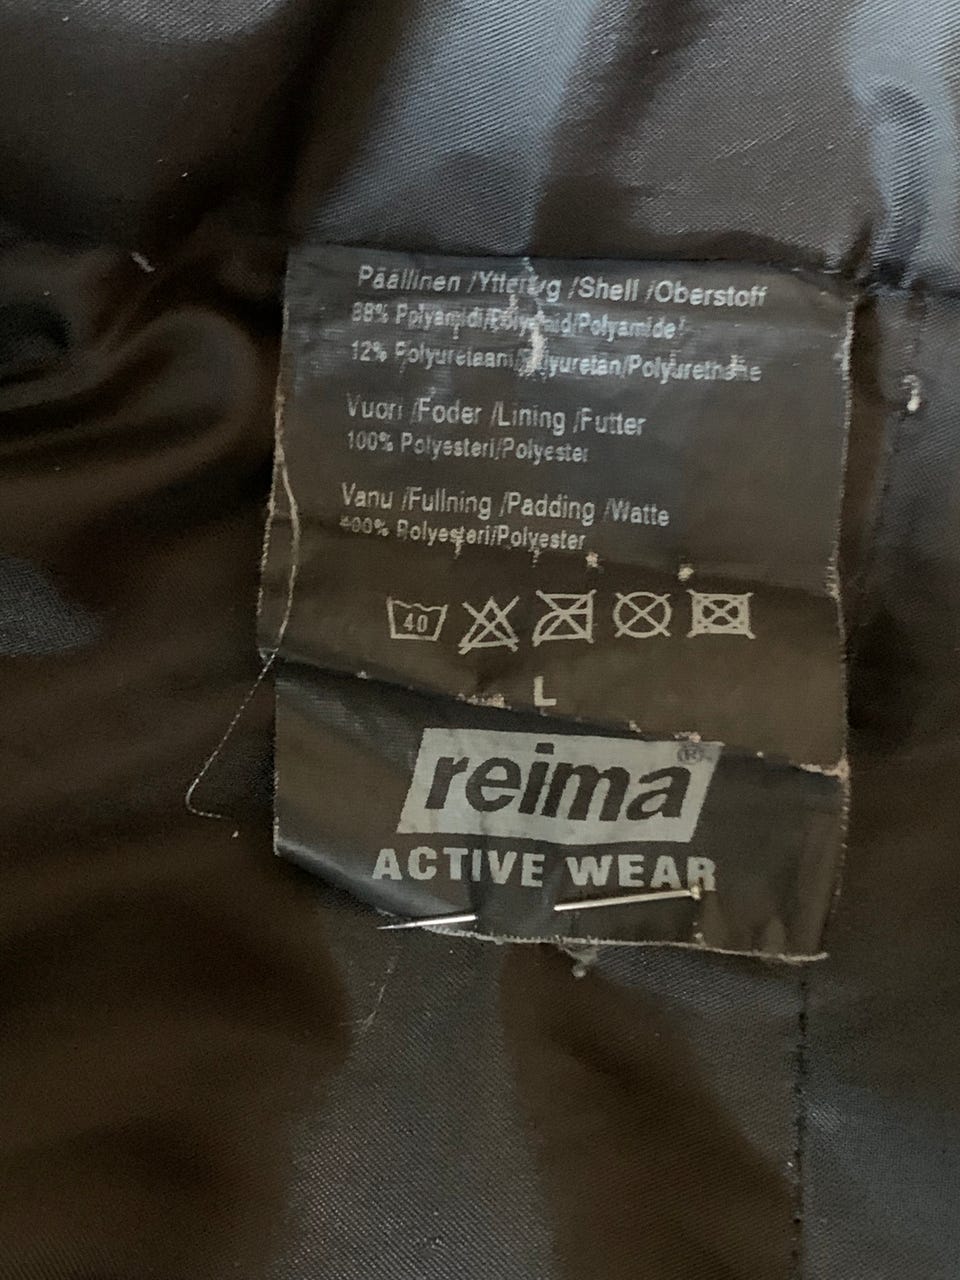 Päällinen /Yttertyg /Shell /Oberstoff
88% Polyamidi/Polyamid/Polyamide
12% Polyuretaani/Polyuretan/Polyurethane
Vuori /Foder /Lining /Futter
100% Polyesteri/Polyester
Vanu /Fullning /Padding /Watte
100% Polyesteri/Polyester
40
L
reima®
ACTIVE WEAR